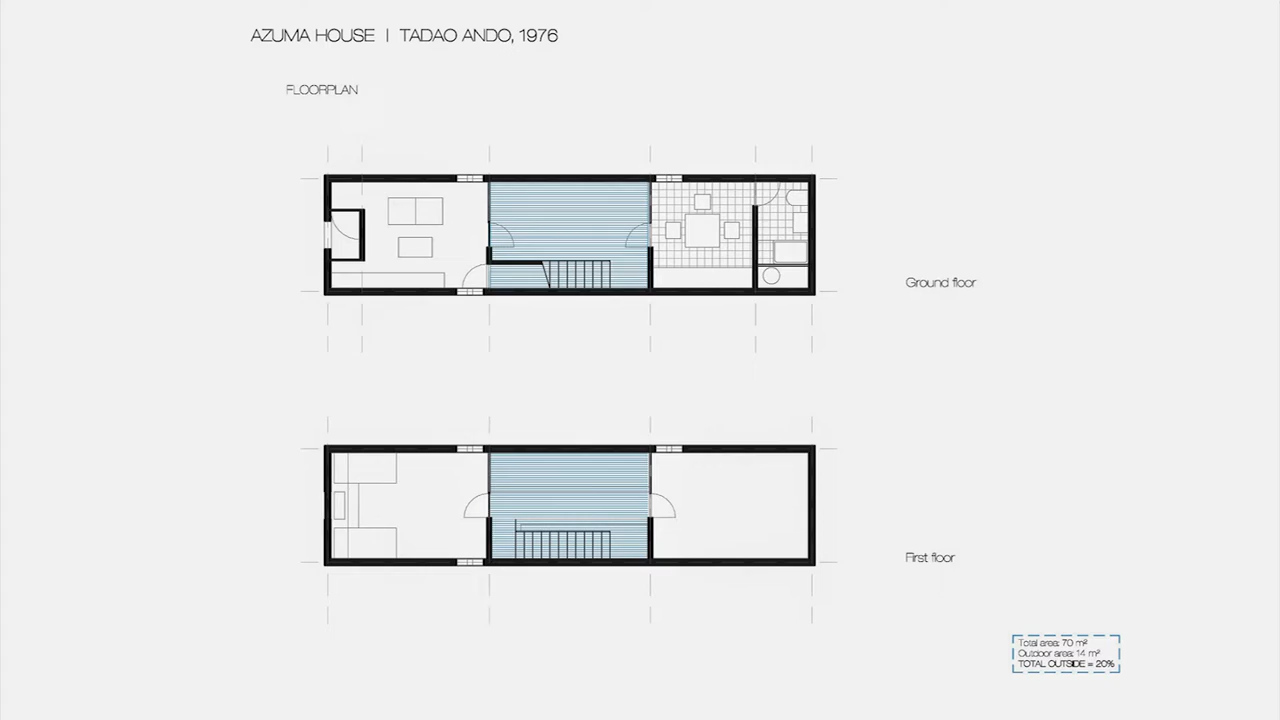 AZUMA HOUSE | TADAO ANDO, 1976
FLOORPLAN
Ground floor
First floor
Total area: 70 m²
Outdoor area: 14 m²
TOTAL OUTSIDE = 20%